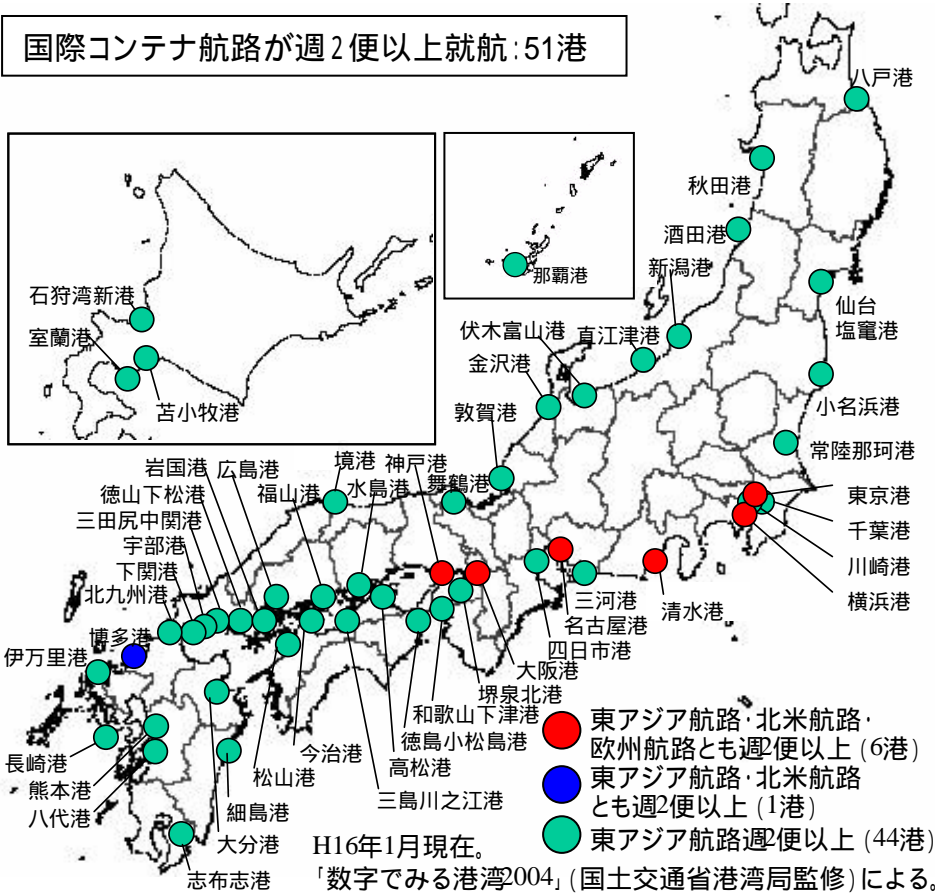 国際コンテナ航路が週2便以上就航:51港
八戸港
秋田港
酒田港
新潟港
那覇港
仙台
塩竈港
石狩湾新港
室蘭港
苫小牧港
伏木富山港
直江津港
金沢港
敦賀港
小名浜港
常陸那珂港
岩国港
広島港
境港
神戸港
徳山下松港
福山港
水島港
舞鶴港
東京港
三田尻中関港
千葉港
宇部港
川崎港
下関港
横浜港
北九州港
三河港
清水港
博多港
名古屋港
伊万里港
四日市港
大阪港
堺泉北港
和歌山下津港
徳島小松島港
今治港
高松港
長崎港
松山港
熊本港
三島川之江港
細島港
八代港
大分港
志布志港
東アジア航路・北米航路・
欧州航路とも週2便以上 (6港)
東アジア航路・北米航路
とも週2便以上 (1港)
東アジア航路週2便以上 (44港)
H16年1月現在。
「数字でみる港湾2004」(国土交通省港湾局監修)による。